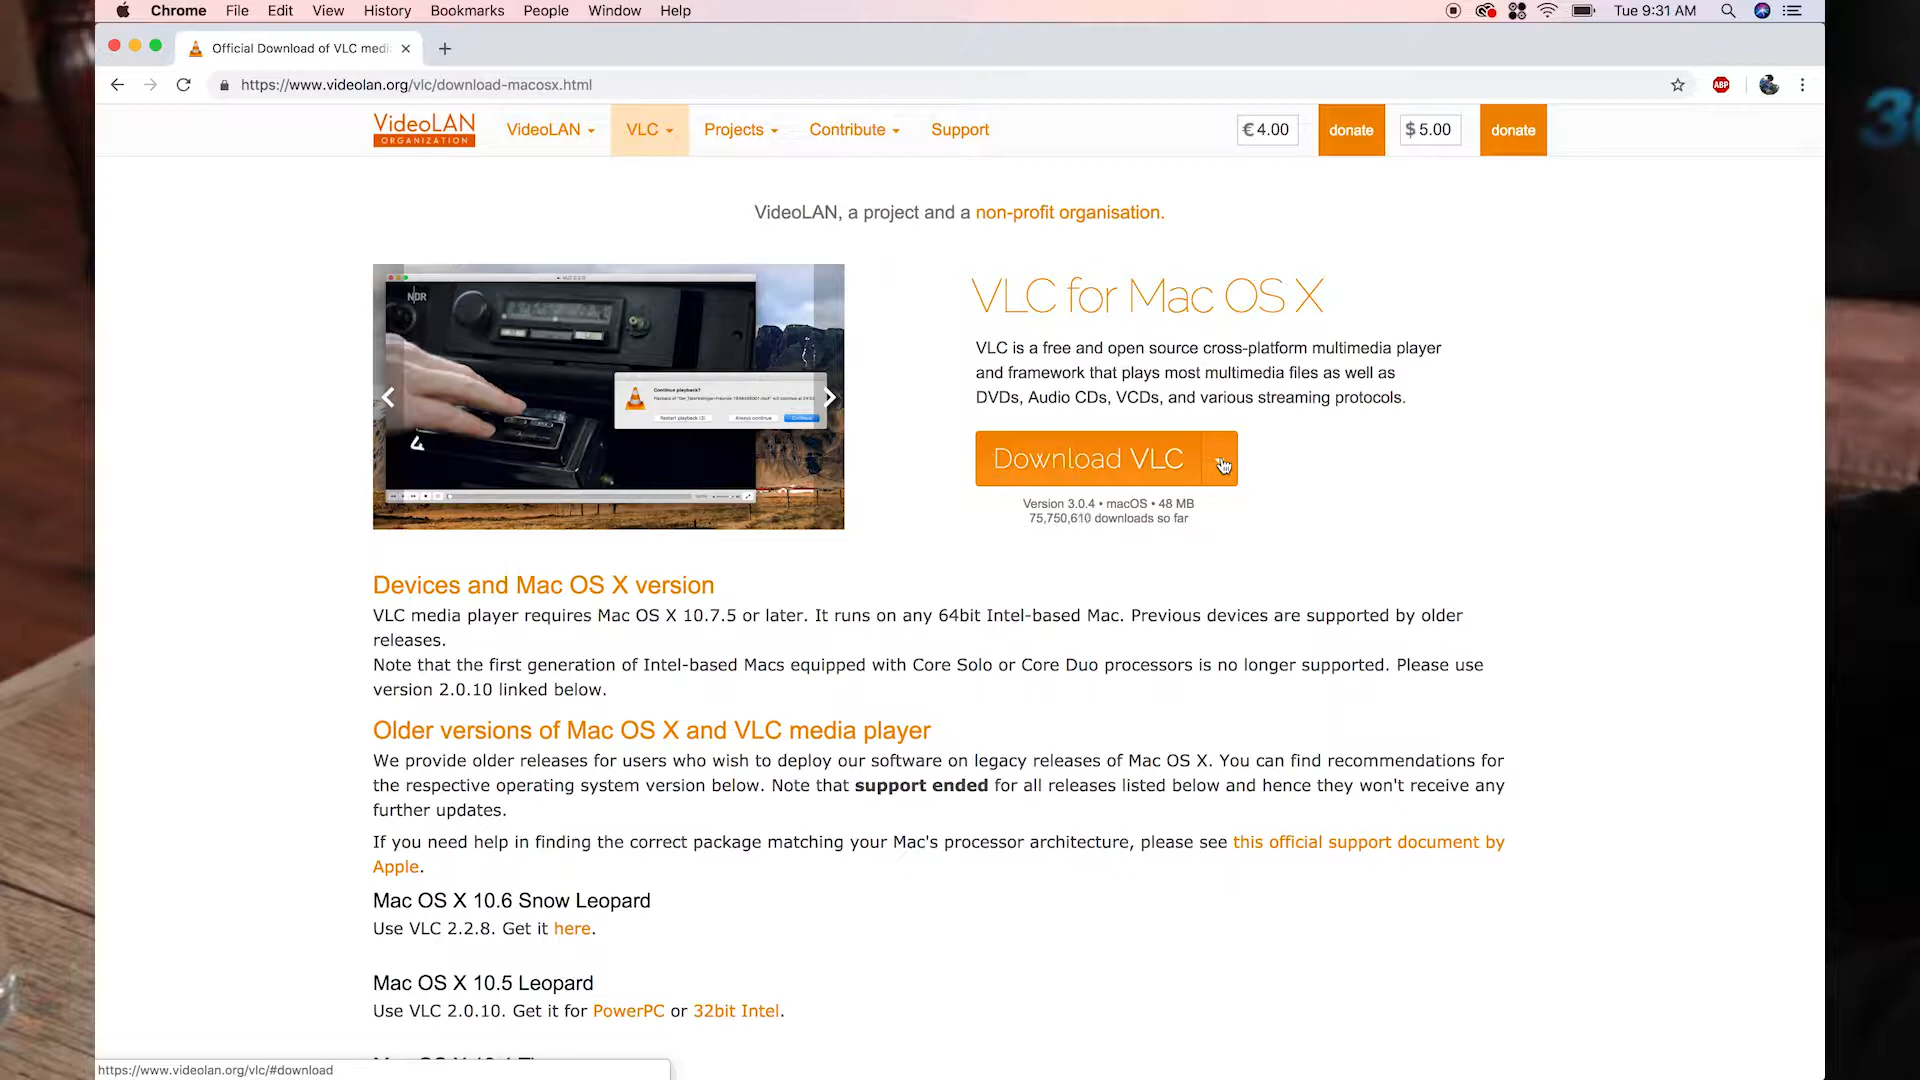 Chrome File Edit View History Bookmarks People Window Help
Tue 9:31 AM
Official Download of VLC medi
https://www.videolan.org/vlc/download-macosx.html
ABP
VideoLAN
ORGANIZATION
VideoLAN VLC Projects Contribute Support
€ 4.00 donate $ 5.00 donate
VideoLAN, a project and a non-profit organisation.
NDR
Continue playback?
Restart playback Always continue Continue
4
VLC for Mac OS X
VLC is a free and open source cross-platform multimedia player
and framework that plays most multimedia files as well as
DVDs, Audio CDs, VCDs, and various streaming protocols.
Download VLC
Version 3.0.4 • macOS • 48 MB
75,750,610 downloads so far
Devices and Mac OS X version
VLC media player requires Mac OS X 10.7.5 or later. It runs on any 64bit Intel-based Mac. Previous devices are supported by older
releases.
Note that the first generation of Intel-based Macs equipped with Core Solo or Core Duo processors is no longer supported. Please use
version 2.0.10 linked below.
Older versions of Mac OS X and VLC media player
We provide older releases for users who wish to deploy our software on legacy releases of Mac OS X. You can find recommendations for
the respective operating system version below. Note that support ended for all releases listed below and hence they won't receive any
further updates.
If you need help in finding the correct package matching your Mac's processor architecture, please see this official support document by
Apple.
Mac OS X 10.6 Snow Leopard
Use VLC 2.2.8. Get it here.
Mac OS X 10.5 Leopard
Use VLC 2.0.10. Get it for PowerPC or 32bit Intel.
https://www.videolan.org/vlc/#download